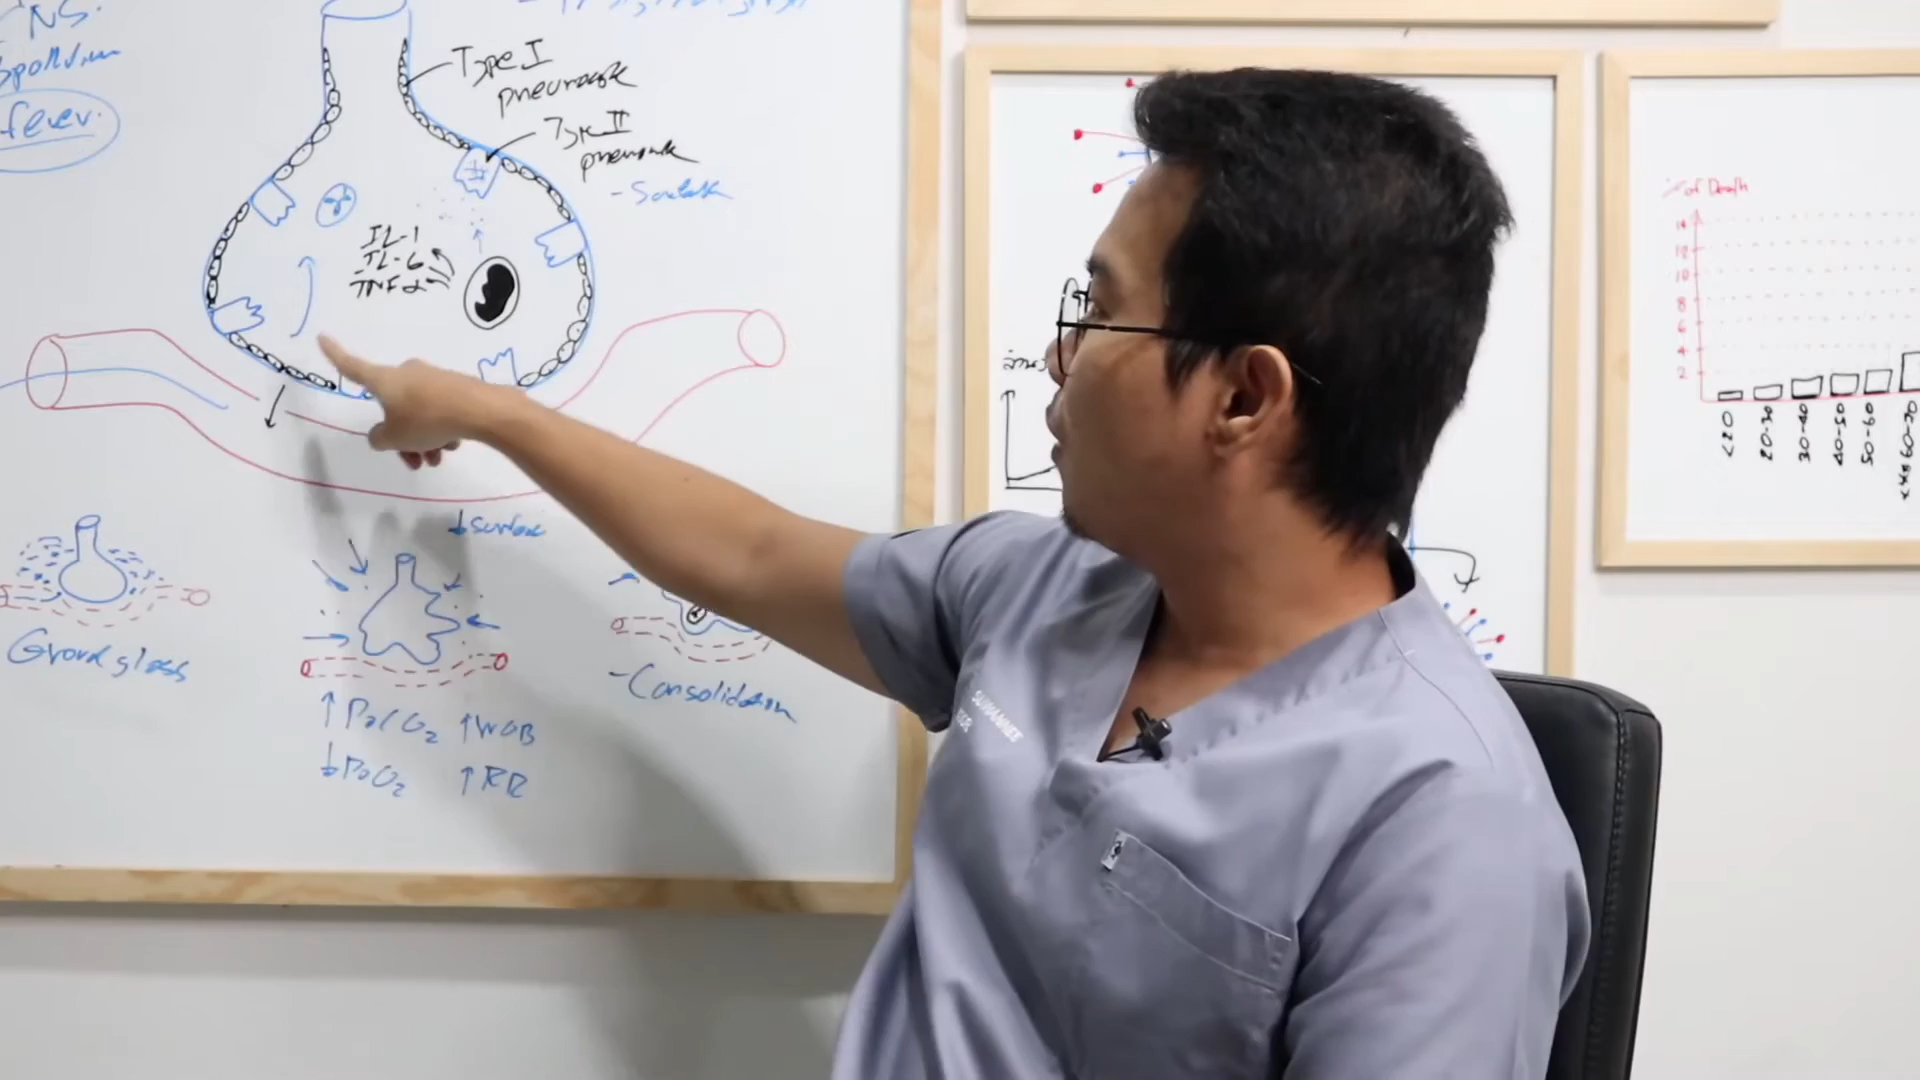 CNS.
fever.
Type I
pneumocyte
Type II
pneumocyte
IL-1
IL-6
TNFα
↓ surface
Ground glass
↑ PaCO₂ ↑ WOB
↓ PaO₂ ↑ RR
- Consolidation
% of Death
14
12
10
8
6
4
2
<20
20-30
30-40
40-50
50-60
60-70